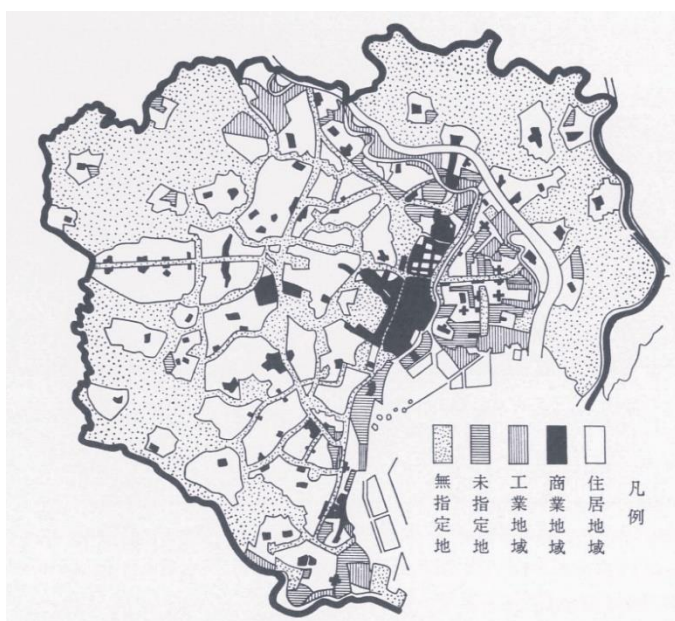 凡例
住居地域
商業地域
工業地域
未指定地
無指定地